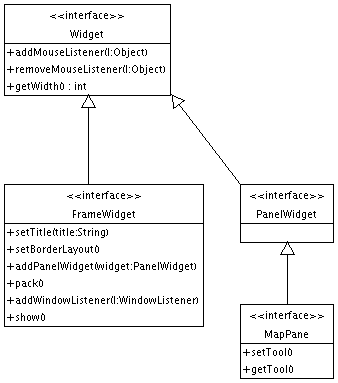 <<interface>>
Widget
+addMouseListener(l:Object)
+removeMouseListener(l:Object)
+getWidth() : int
<<interface>>
FrameWidget
+setTitle(title:String)
+setBorderLayout()
+addPanelWidget(widget:PanelWidget)
+pack()
+addWindowListener(l:WindowListener)
+show()
<<interface>>
PanelWidget
<<interface>>
MapPane
+setTool()
+getTool()